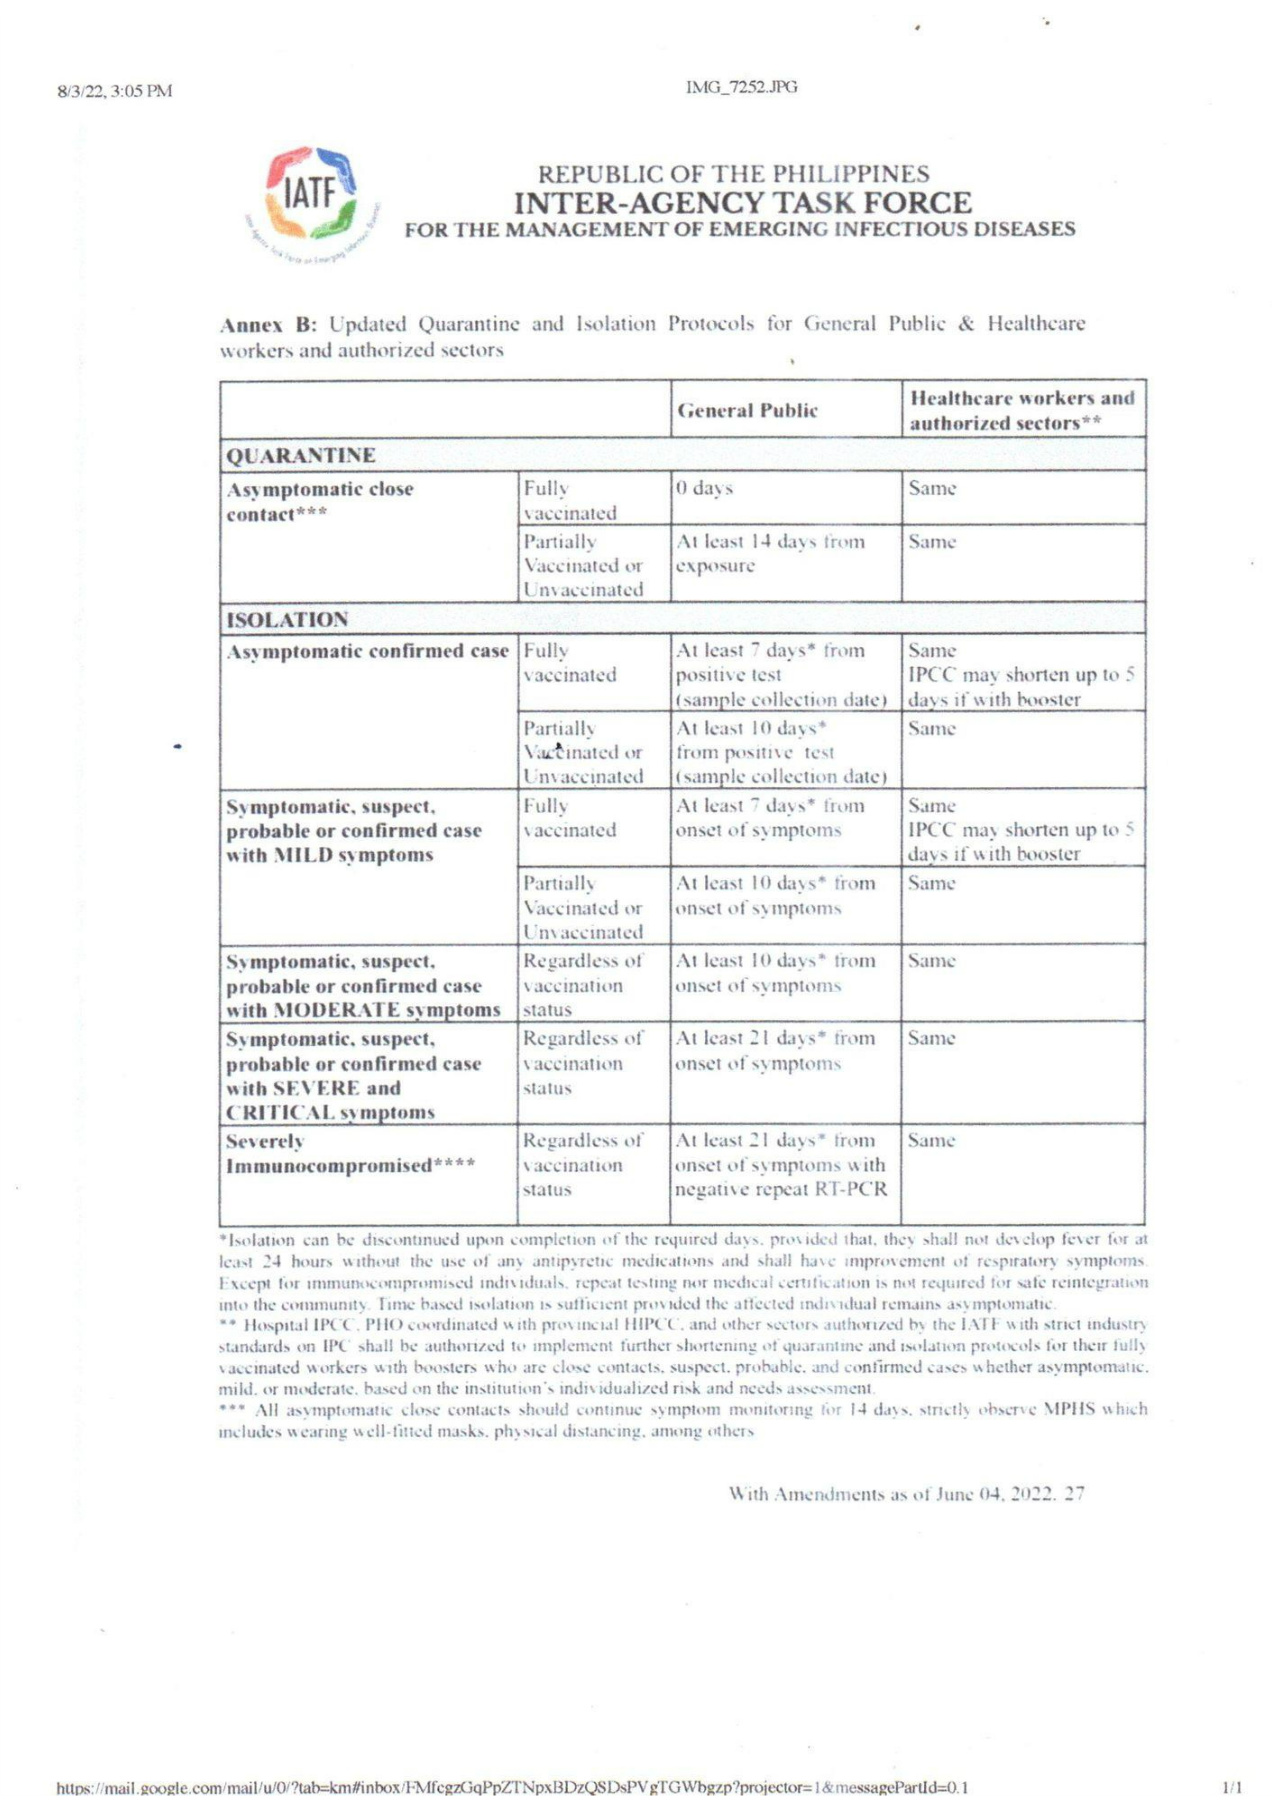 8/3/22, 3:05 PM
IMG_7252.JPG
IATF
REPUBLIC OF THE PHILIPPINES
INTER-AGENCY TASK FORCE
FOR THE MANAGEMENT OF EMERGING INFECTIOUS DISEASES
Annex B: Updated Quarantine and Isolation Protocols for General Public & Healthcare
workers and authorized sectors
General Public
Healthcare workers and
authorized sectors**
QUARANTINE
Asymptomatic close
contact***
Fully
vaccinated
0 days
Same
Partially
Vaccinated or
Unvaccinated
At least 14 days from
exposure
Same
ISOLATION
Asymptomatic confirmed case
Fully
vaccinated
At least 7 days* from
positive test
(sample collection date)
Same
IPCC may shorten up to 5
days if with booster
Partially
Vaccinated or
Unvaccinated
At least 10 days*
from positive test
(sample collection date)
Same
Symptomatic, suspect,
probable or confirmed case
with MILD symptoms
Fully
vaccinated
At least 7 days* from
onset of symptoms
Same
IPCC may shorten up to 5
days if with booster
Partially
Vaccinated or
Unvaccinated
At least 10 days* from
onset of symptoms
Same
Symptomatic, suspect,
probable or confirmed case
with MODERATE symptoms
Regardless of
vaccination
status
At least 10 days* from
onset of symptoms
Same
Symptomatic, suspect,
probable or confirmed case
with SEVERE and
CRITICAL symptoms
Regardless of
vaccination
status
At least 21 days* from
onset of symptoms
Same
Severely
Immunocompromised****
Regardless of
vaccination
status
At least 21 days* from
onset of symptoms with
negative repeat RT-PCR
Same
*Isolation can be discontinued upon completion of the required days, provided that, they shall not develop fever for at
least 24 hours without the use of any antipyretic medications and shall have improvement of respiratory symptoms.
Except for immunocompromised individuals, repeat testing nor medical certification is not required for safe reintegration
into the community. Time based isolation is sufficient provided the affected individual remains asymptomatic.
** Hospital IPCC, PHO coordinated with provincial HIPCC, and other sectors authorized by the IATF with strict industry
standards on IPC shall be authorized to implement further shortening of quarantine and isolation protocols for their fully
vaccinated workers with boosters who are close contacts, suspect, probable, and confirmed cases whether asymptomatic,
mild, or moderate, based on the institution's individualized risk and needs assessment.
*** All asymptomatic close contacts should continue symptom monitoring for 14 days, strictly observe MPHS which
includes wearing well-fitted masks, physical distancing, among others
With Amendments as of June 04, 2022. 27
https://mail.google.com/mail/u/0/?tab=km#inbox/FMfcgzGqPpZTNpxBDzQSDsPVgTGWbgzp?projector=1&messagePartId=0.1
1/1